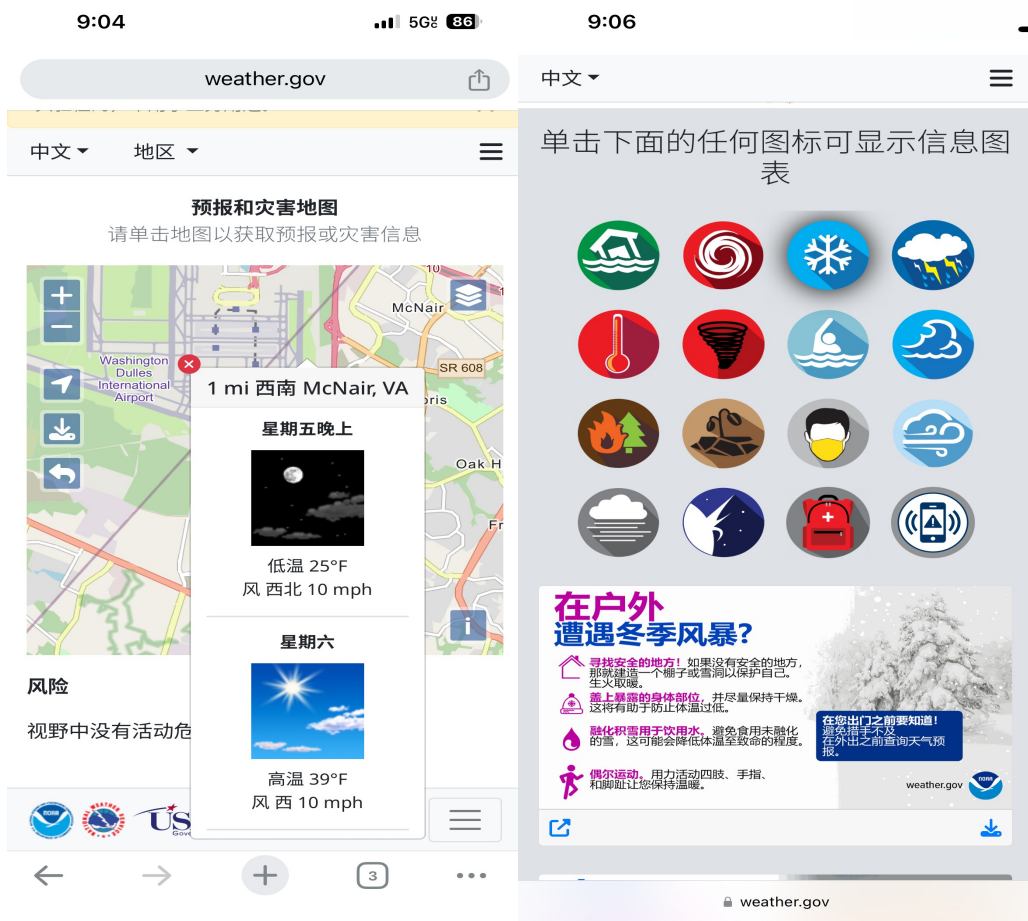 9:04
5G
86
weather.gov
中文
地区
预报和灾害地图
请单击地图以获取预报或灾害信息
+
−
10
McNair
SR 608
Washington
Dulles
International
Airport
oris
Oak H
Fr
1 mi 西南 McNair, VA
星期五晚上
低温 25°F
风 西北 10 mph
星期六
高温 39°F
风 西 10 mph
i
风险
视野中没有活动危
NOAA
US
Gove
3
9:06
中文
单击下面的任何图标可显示信息图
表
在户外
遭遇冬季风暴?
寻找安全的地方！如果没有安全的地方，
那就建造一个棚子或雪洞以保护自己。
生火取暖。
盖上暴露的身体部位，并尽量保持干燥。
这将有助于防止体温过低。
融化积雪用于饮用水。避免食用未融化
的雪，这可能会降低体温至致命的程度。
偶尔运动。用力活动四肢、手指、
和脚趾让您保持温暖。
在您出门之前要知道！
避免措手不及
在外出之前查询天气预
报。
weather.gov
NOAA
weather.gov